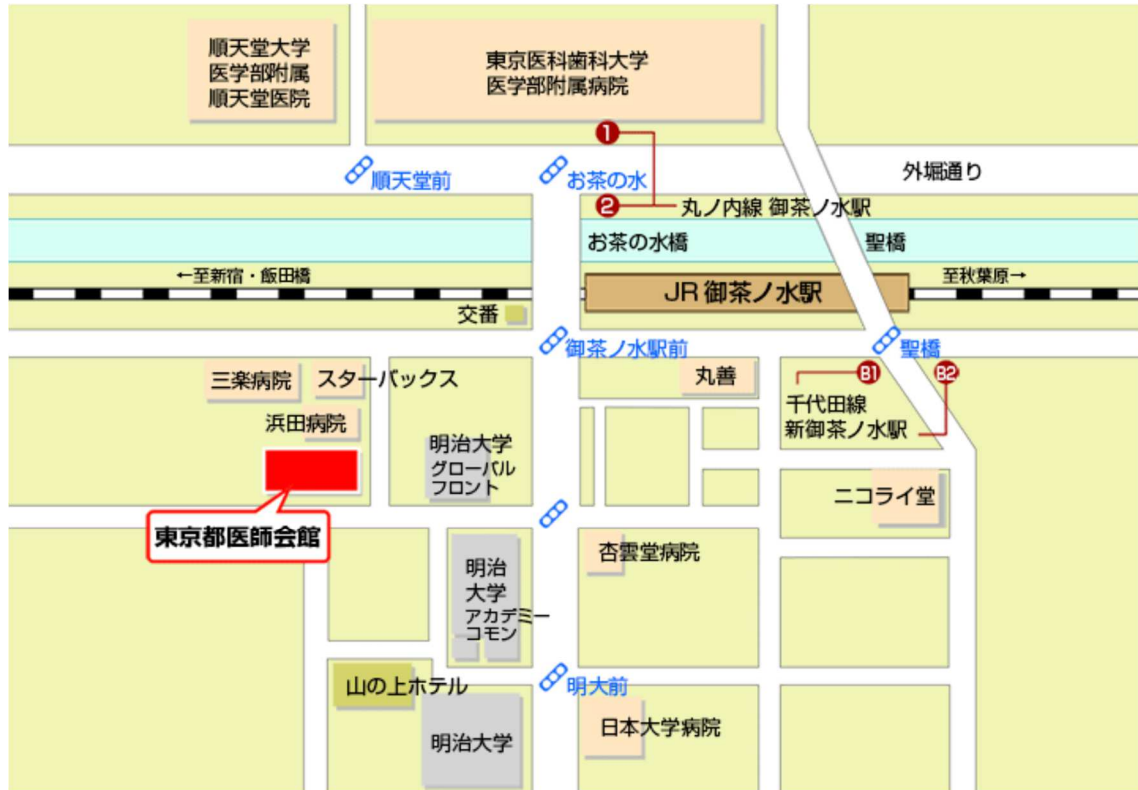 順天堂大学
医学部附属
順天堂医院
東京医科歯科大学
医学部附属病院
1
順天堂前
お茶の水
外堀通り
2
丸ノ内線 御茶ノ水駅
お茶の水橋
聖橋
←至新宿・飯田橋
JR 御茶ノ水駅
至秋葉原→
交番
御茶ノ水駅前
聖橋
三楽病院
スターバックス
丸善
B1
B2
千代田線
新御茶ノ水駅
浜田病院
明治大学
グローバル
フロント
ニコライ堂
東京都医師会館
明治
大学
アカデミー
コモン
杏雲堂病院
山の上ホテル
明大前
明治大学
日本大学病院